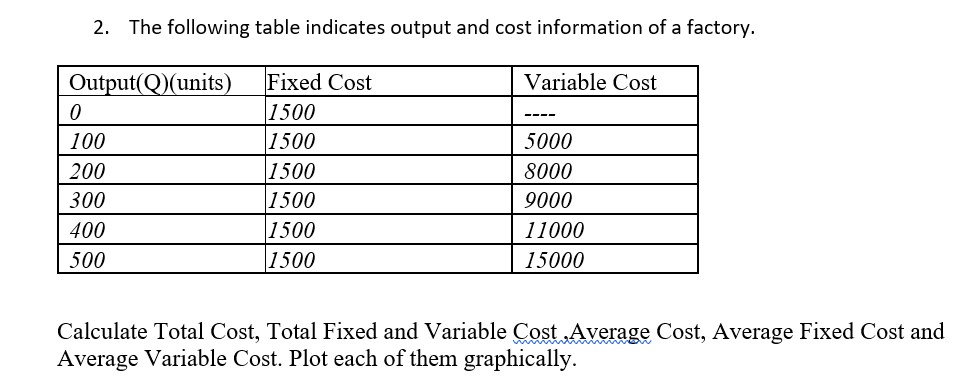 2. The following table indicates output and cost information of a factory.
Output(Q)(units) Fixed Cost Variable Cost
0 1500 ----
100 1500 5000
200 1500 8000
300 1500 9000
400 1500 11000
500 1500 15000
Calculate Total Cost, Total Fixed and Variable Cost ,Average Cost, Average Fixed Cost and
Average Variable Cost. Plot each of them graphically.